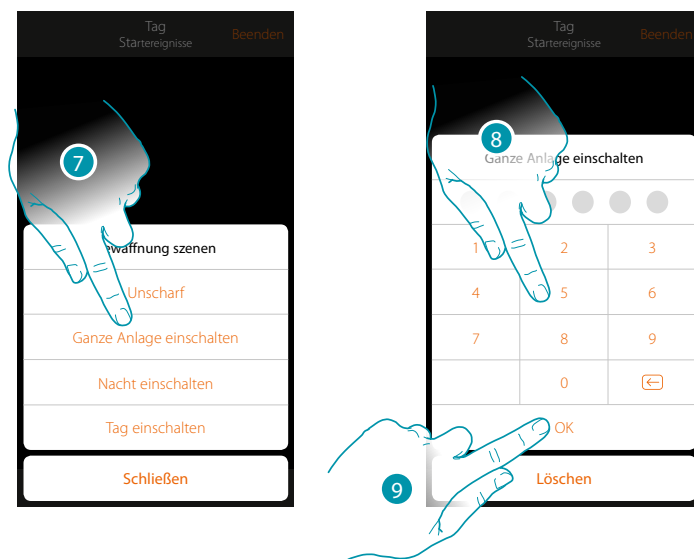 Tag
Startereignisse
Beenden
7
ewaffnung szenen
Unscharf
Ganze Anlage einschalten
Nacht einschalten
Tag einschalten
Schließen
Tag
Startereignisse
Beenden
8
Ganze Anlage einschalten
1 2 3
4 5 6
7 8 9
0
OK
9
Löschen